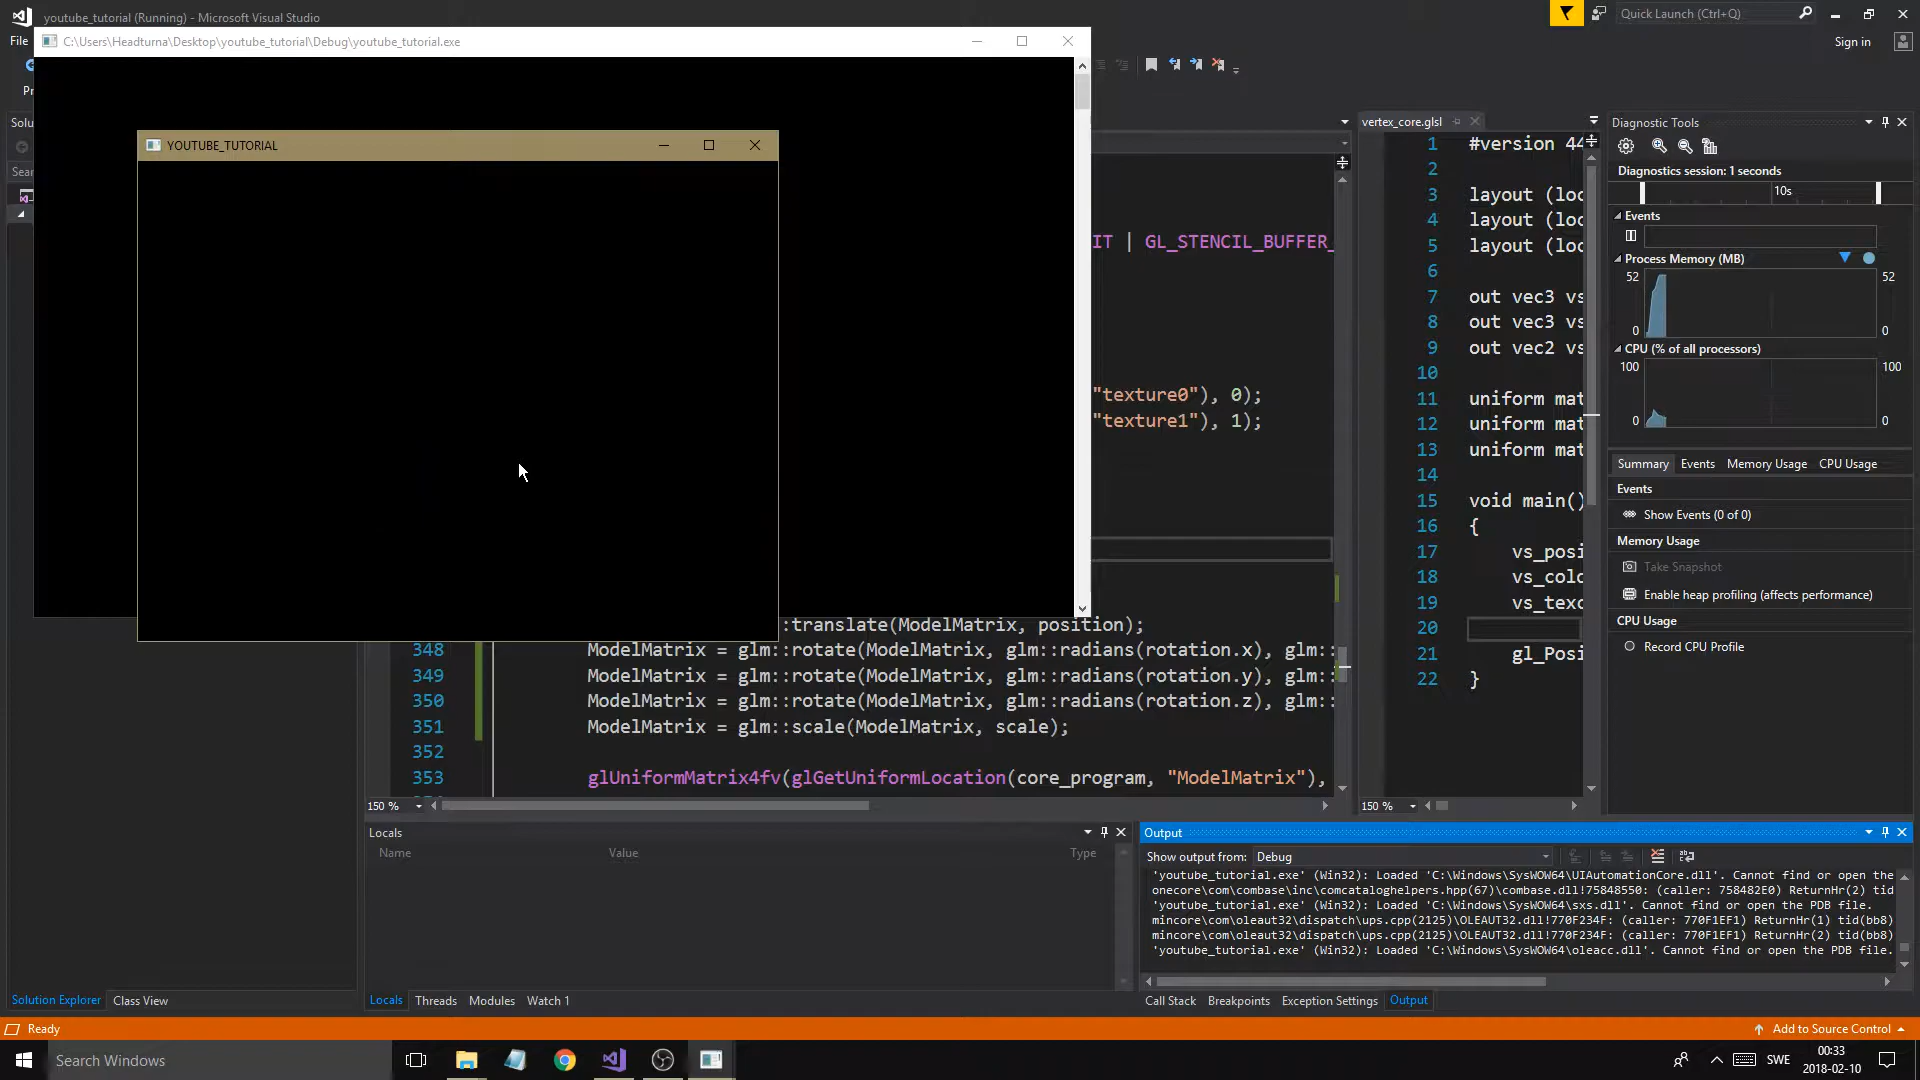 youtube_tutorial (Running) - Microsoft Visual Studio
Quick Launch (Ctrl+Q)
File
C:\Users\Headturna\Desktop\youtube_tutorial\Debug\youtube_tutorial.exe
Sign in
YOUTUBE_TUTORIAL
vertex_core.glsl
Diagnostic Tools
Diagnostics session: 1 seconds
10s
Events
Process Memory (MB)
52
52
0
0
CPU (% of all processors)
100
100
0
0
Summary
Events
Memory Usage
CPU Usage
Events
Show Events (0 of 0)
Memory Usage
Take Snapshot
Enable heap profiling (affects performance)
CPU Usage
Record CPU Profile
1 #version 44
2
3 layout (loc
4 layout (loc
5 layout (loc
6
7 out vec3 vs
8 out vec3 vs
9 out vec2 vs
10
11 uniform mat
12 uniform mat
13 uniform mat
14
15 void main()
16 {
17 vs_posi
18 vs_colo
19 vs_texc
20
21 gl_Posi
22 }
IT | GL_STENCIL_BUFFER_
"texture0"), 0);
"texture1"), 1);
::translate(ModelMatrix, position);
348 ModelMatrix = glm::rotate(ModelMatrix, glm::radians(rotation.x), glm::
349 ModelMatrix = glm::rotate(ModelMatrix, glm::radians(rotation.y), glm::
350 ModelMatrix = glm::rotate(ModelMatrix, glm::radians(rotation.z), glm::
351 ModelMatrix = glm::scale(ModelMatrix, scale);
352
353 glUniformMatrix4fv(glGetUniformLocation(core_program, "ModelMatrix"),
150 %
150 %
Locals
Name Value Type
Output
Show output from: Debug
'youtube_tutorial.exe' (Win32): Loaded 'C:\Windows\SysWOW64\UIAutomationCore.dll'. Cannot find or open the
onecore\com\combase\inc\comcataloghelpers.hpp(67)\combase.dll!75848550: (caller: 758482E0) ReturnHr(2) tid
'youtube_tutorial.exe' (Win32): Loaded 'C:\Windows\SysWOW64\sxs.dll'. Cannot find or open the PDB file.
mincore\com\oleaut32\dispatch\ups.cpp(2125)\OLEAUT32.dll!770F234F: (caller: 770F1EF1) ReturnHr(1) tid(bb8)
mincore\com\oleaut32\dispatch\ups.cpp(2125)\OLEAUT32.dll!770F234F: (caller: 770F1EF1) ReturnHr(2) tid(bb8)
'youtube_tutorial.exe' (Win32): Loaded 'C:\Windows\SysWOW64\oleacc.dll'. Cannot find or open the PDB file.
Solution Explorer Class View
Locals Threads Modules Watch 1
Call Stack Breakpoints Exception Settings Output
Ready
Add to Source Control
Search Windows
SWE
00:33
2018-02-10